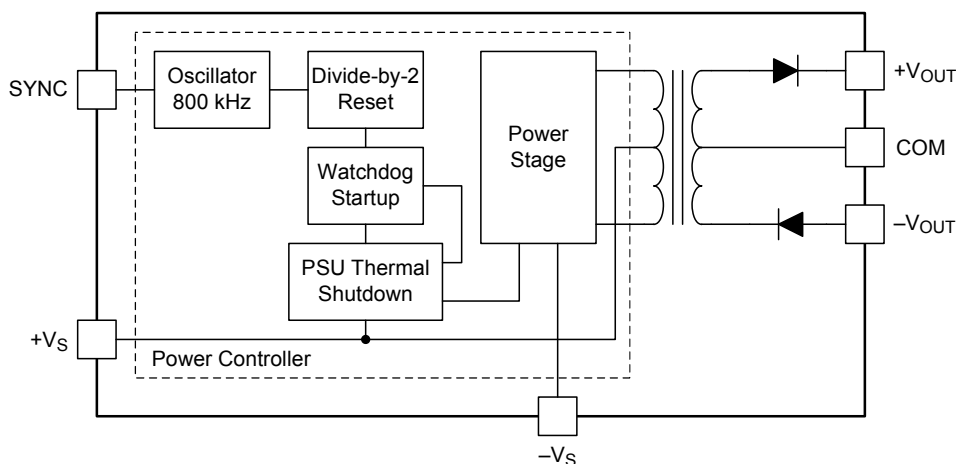 SYNC
Oscillator
800 kHz
Divide-by-2
Reset
Power
Stage
Watchdog
Startup
PSU Thermal
Shutdown
+VS
Power Controller
–VS
+VOUT
COM
–VOUT